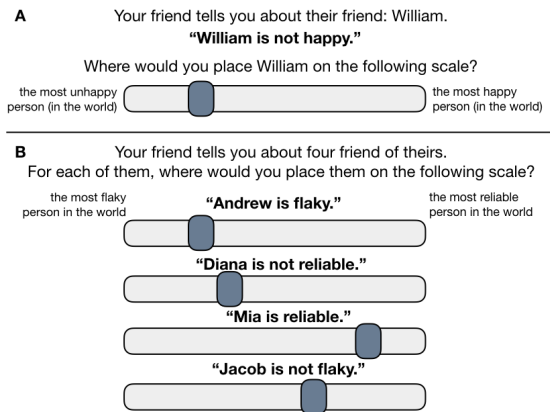 A
Your friend tells you about their friend: William.
“William is not happy.”
Where would you place William on the following scale?
the most unhappy
person (in the world)
the most happy
person (in the world)
B
Your friend tells you about four friend of theirs.
For each of them, where would you place them on the following scale?
the most flaky
person in the world
“Andrew is flaky.”
the most reliable
person in the world
“Diana is not reliable.”
“Mia is reliable.”
“Jacob is not flaky.”